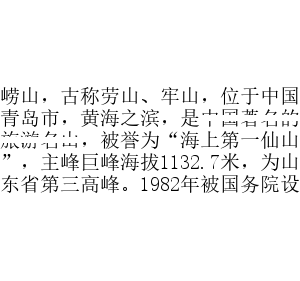 崂山，古称劳山、牢山，位于中国
青岛市，黄海之滨，是中国著名的
旅游名山，被誉为“海上第一仙山
”，主峰巨峰海拔1132.7米，为山
东省第三高峰。1982年被国务院设